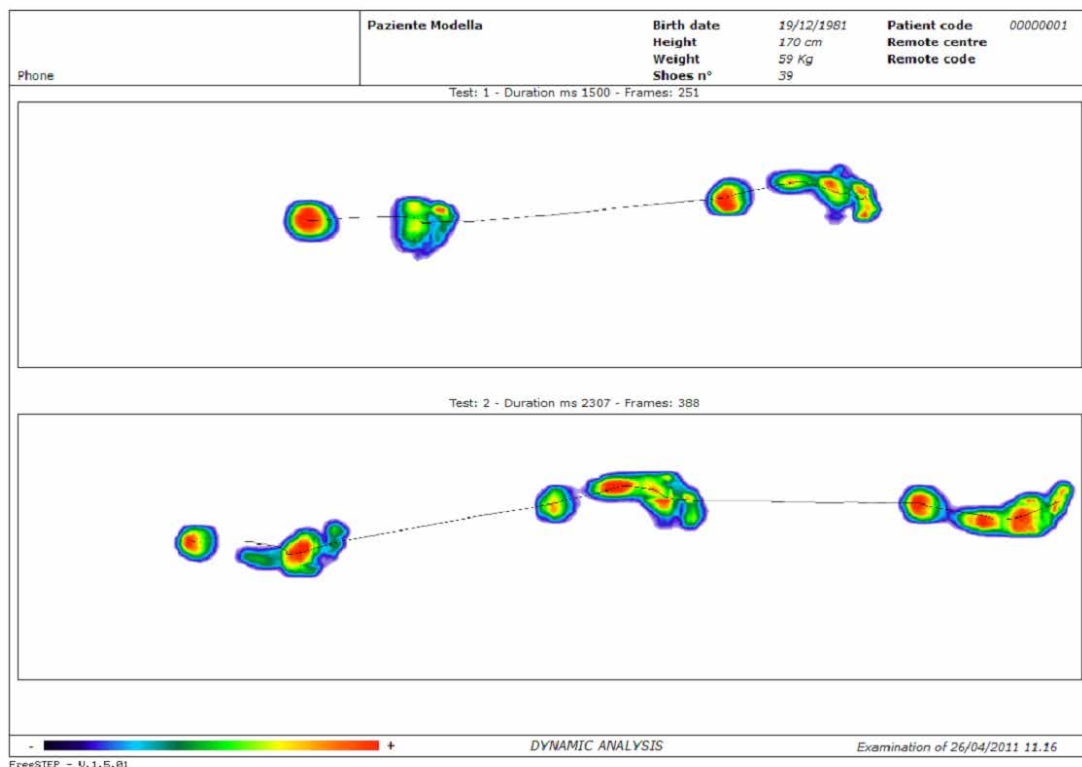 Phone
Paziente Modella
Birth date 19/12/1981
Height 170 cm
Weight 59 Kg
Shoes n° 39
Patient code 00000001
Remote centre
Remote code
Test: 1 - Duration ms 1500 - Frames: 251
Test: 2 - Duration ms 2307 - Frames: 388
- +
DYNAMIC ANALYSIS
Examination of 26/04/2011 11.16
FreeSTEP - V.1.5.01